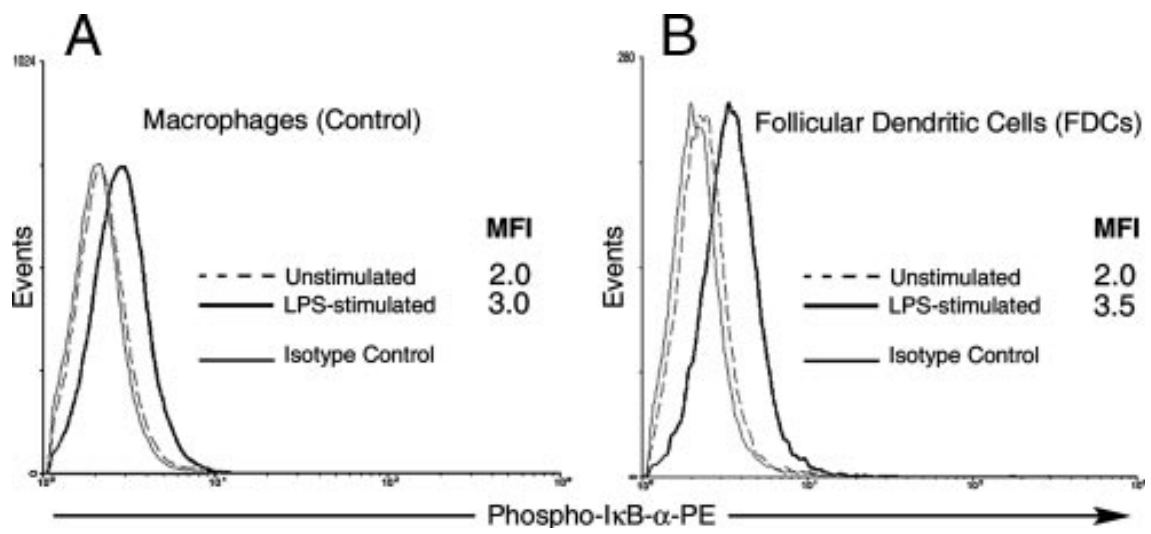 A
B
1024
280
Macrophages (Control)
Follicular Dendritic Cells (FDCs)
Events
Events
MFI
MFI
Unstimulated 2.0
LPS-stimulated 3.0
Isotype Control
Unstimulated 2.0
LPS-stimulated 3.5
Isotype Control
0
Phospho-IκB-α-PE